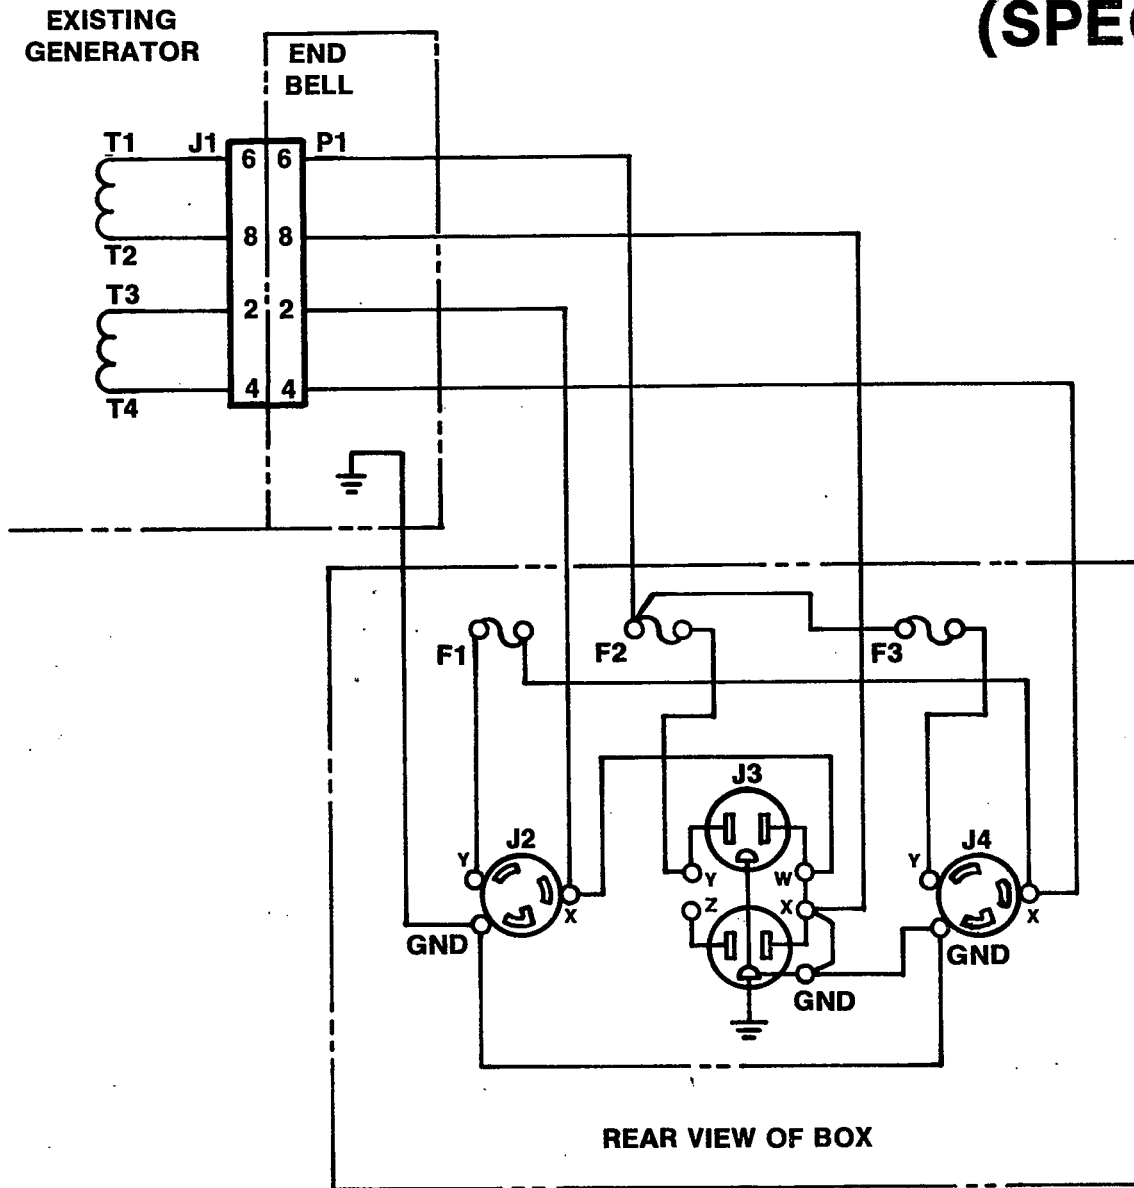 EXISTING
GENERATOR
(SPE
END
BELL
T1
J1
6
6
P1
8
8
T2
T3
2
2
4
4
T4
F1
F2
F3
J3
J2
J4
Y
Y
W
Y
Z
X
X
X
GND
GND
GND
REAR VIEW OF BOX